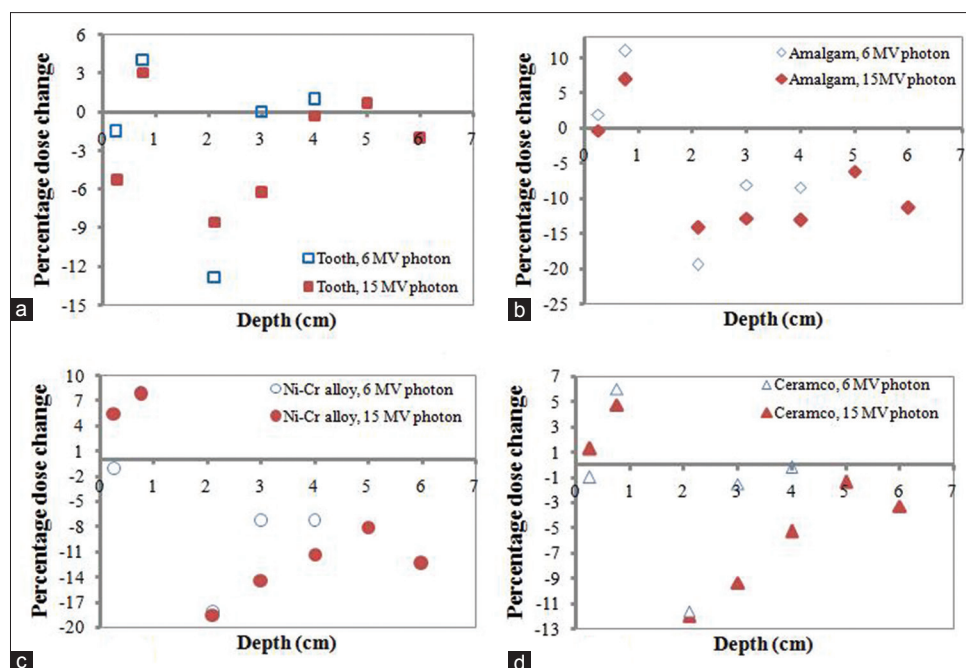 6
3
0
-3
-6
-9
-12
-15
0 1 2 3 4 5 6 7
Percentage dose change
Depth (cm)
Tooth, 6 MV photon
Tooth, 15 MV photon
a
10
5
0
-5
-10
-15
-20
-25
0 1 2 3 4 5 6 7
Percentage dose change
Depth (cm)
Amalgam, 6 MV photon
Amalgam, 15MV photon
b
10
7
4
1
-2
-5
-8
-11
-14
-17
-20
0 1 2 3 4 5 6 7
Percentage dose change
Depth (cm)
Ni-Cr alloy, 6 MV photon
Ni-Cr alloy, 15 MV photon
c
7
5
3
1
-1
-3
-5
-7
-9
-11
-13
0 1 2 3 4 5 6 7
Percentage dose change
Depth (cm)
Ceramco, 6 MV photon
Ceramco, 15 MV photon
d